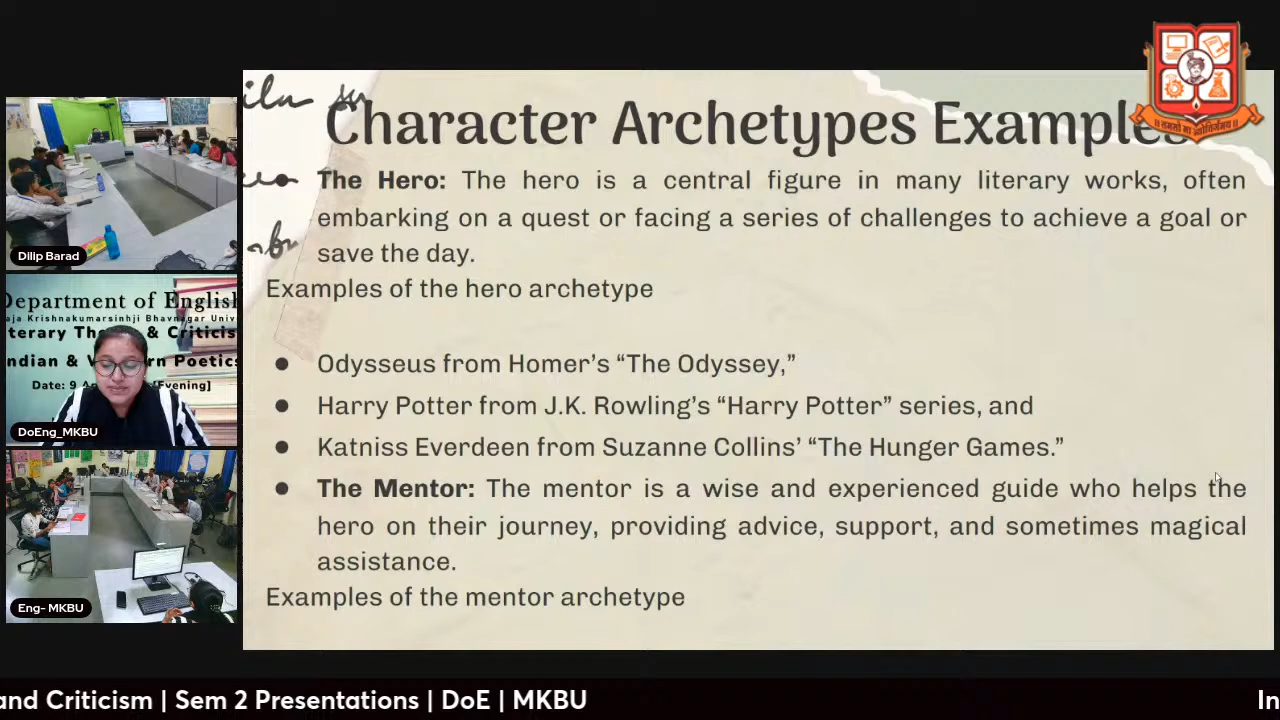 Character Archetypes Example
The Hero: The hero is a central figure in many literary works, often
embarking on a quest or facing a series of challenges to achieve a goal or
save the day.
Examples of the hero archetype
● Odysseus from Homer’s “The Odyssey,”
● Harry Potter from J.K. Rowling’s “Harry Potter” series, and
● Katniss Everdeen from Suzanne Collins’ “The Hunger Games.”
● The Mentor: The mentor is a wise and experienced guide who helps the
hero on their journey, providing advice, support, and sometimes magical
assistance.
Examples of the mentor archetype
Dilip Barad
Department of English
Krishnakumarsinhji Bhavnagar
& 
Poetics
Date: 9
DoEng_MKBU
Eng- MKBU
and Criticism | Sem 2 Presentations | DoE | MKBU
In